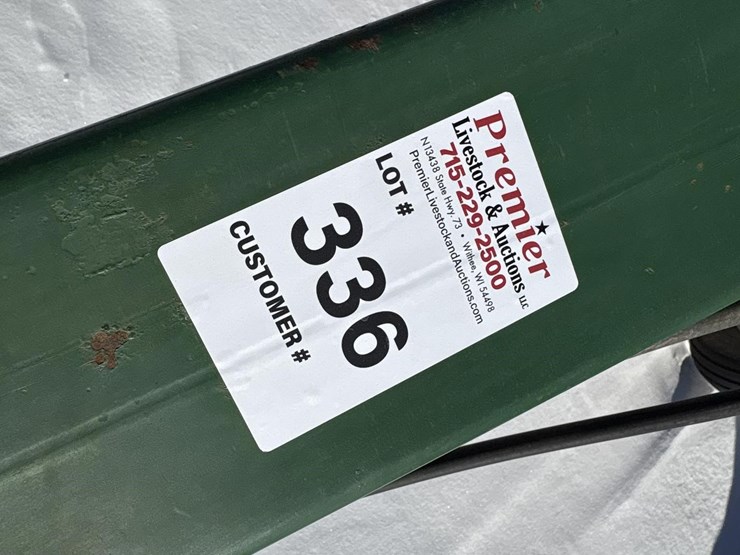 Premier
Livestock & Auctions LLC
715-229-2500
N13438 State Hwy. 73 • Withee, WI 54498
PremierLivestockandAuctions.com
LOT #
336
CUSTOMER #